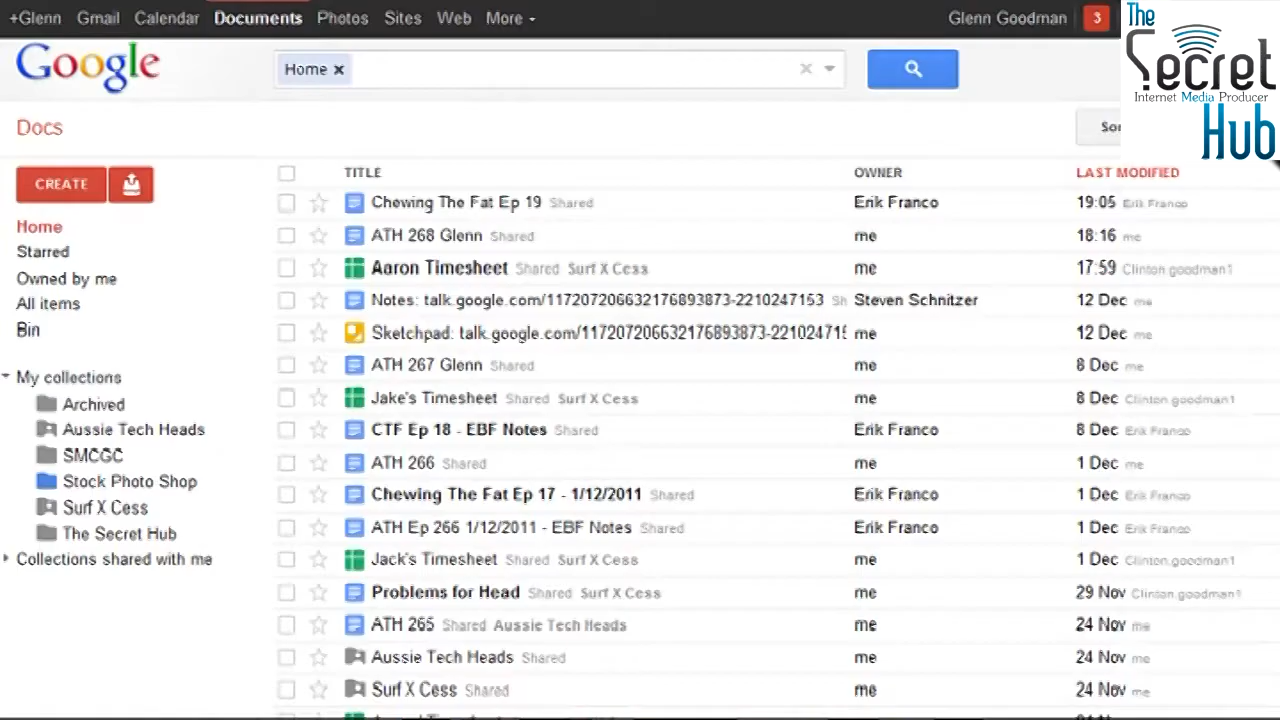 +Glenn Gmail Calendar Documents Photos Sites Web More Glenn Goodman 3
The Secret Hub
Internet Media Producer
Google Home
Docs
CREATE
Home
Starred
Owned by me
All items
Bin
My collections
Archived
Aussie Tech Heads
SMCGC
Stock Photo Shop
Surf X Cess
The Secret Hub
Collections shared with me
TITLE OWNER LAST MODIFIED
Chewing The Fat Ep 19 Shared Erik Franco 19:05 Erik Franco
ATH 268 Glenn Shared me 18:16 me
Aaron Timesheet Shared Surf X Cess me 17:59 Clinton.goodman1
Notes: talk.google.com/117207206632176893873-2210247153 Sh Steven Schnitzer 12 Dec me
Sketchpad: talk.google.com/117207206632176893873-221024715 me 12 Dec me
ATH 267 Glenn Shared me 8 Dec me
Jake's Timesheet Shared Surf X Cess me 8 Dec Clinton.goodman1
CTF Ep 18 - EBF Notes Shared Erik Franco 8 Dec Erik Franco
ATH 266 Shared me 1 Dec me
Chewing The Fat Ep 17 - 1/12/2011 Shared Erik Franco 1 Dec Erik Franco
ATH Ep 266 1/12/2011 - EBF Notes Shared Erik Franco 1 Dec Erik Franco
Jack's Timesheet Shared Surf X Cess me 1 Dec Clinton.goodman1
Problems for Head Shared Surf X Cess me 29 Nov Clinton.goodman1
ATH 265 Shared Aussie Tech Heads me 24 Nov me
Aussie Tech Heads Shared me 24 Nov me
Surf X Cess Shared me 24 Nov me